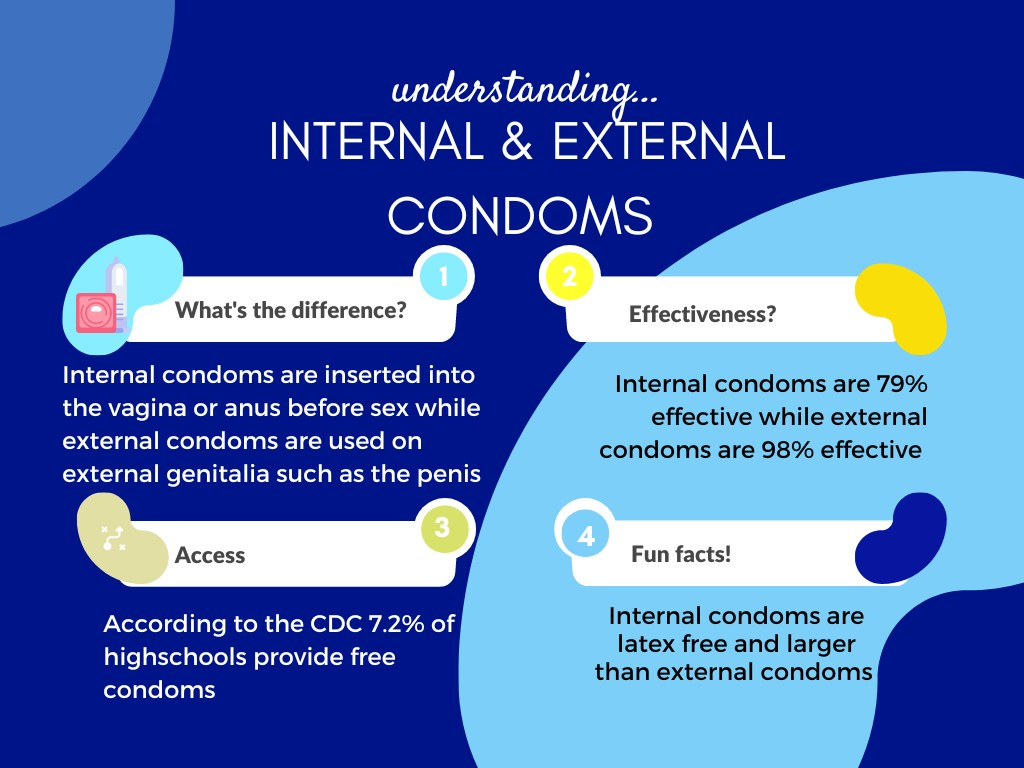 understanding...
INTERNAL & EXTERNAL
CONDOMS
1
What's the difference?
Internal condoms are inserted into
the vagina or anus before sex while
external condoms are used on
external genitalia such as the penis
2
Effectiveness?
Internal condoms are 79%
effective while external
condoms are 98% effective
3
Access
According to the CDC 7.2% of
highschools provide free
condoms
4
Fun facts!
Internal condoms are
latex free and larger
than external condoms